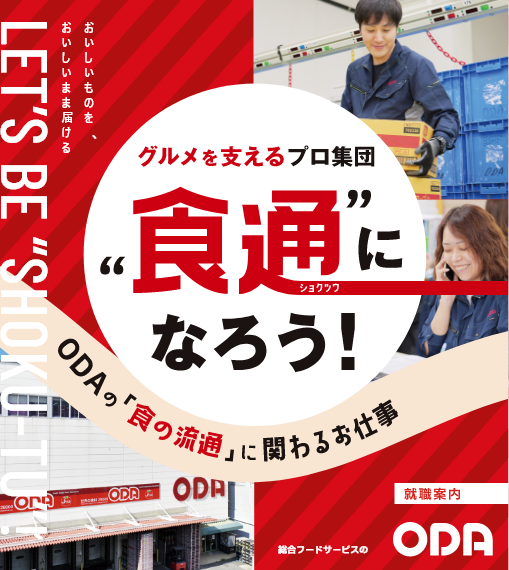 おいしいものを、
おいしいまま届ける
LET'S BE "SHOKU-TU"!
グルメを支えるプロ集団
“食通”に
ショクツウ
なろう!
ODAの「食の流通」に関わるお仕事
ODA
ODA
ODA
就職案内
総合フードサービスの
ODA